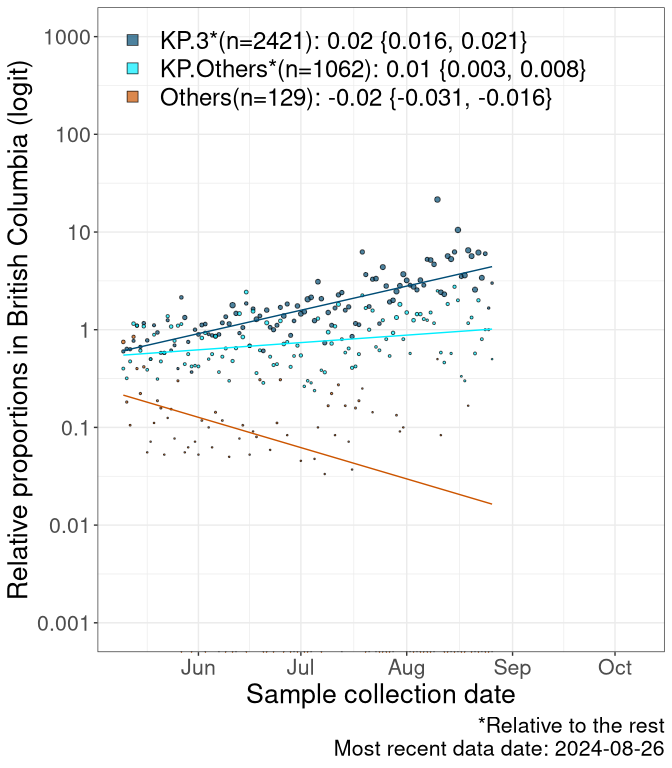 KP.3*(n=2421): 0.02 {0.016, 0.021}
KP.Others*(n=1062): 0.01 {0.003, 0.008}
Others(n=129): -0.02 {-0.031, -0.016}
Relative proportions in British Columbia (logit)
1000
100
10
1
0.1
0.01
0.001
Jun Jul Aug Sep Oct
Sample collection date
*Relative to the rest
Most recent data date: 2024-08-26